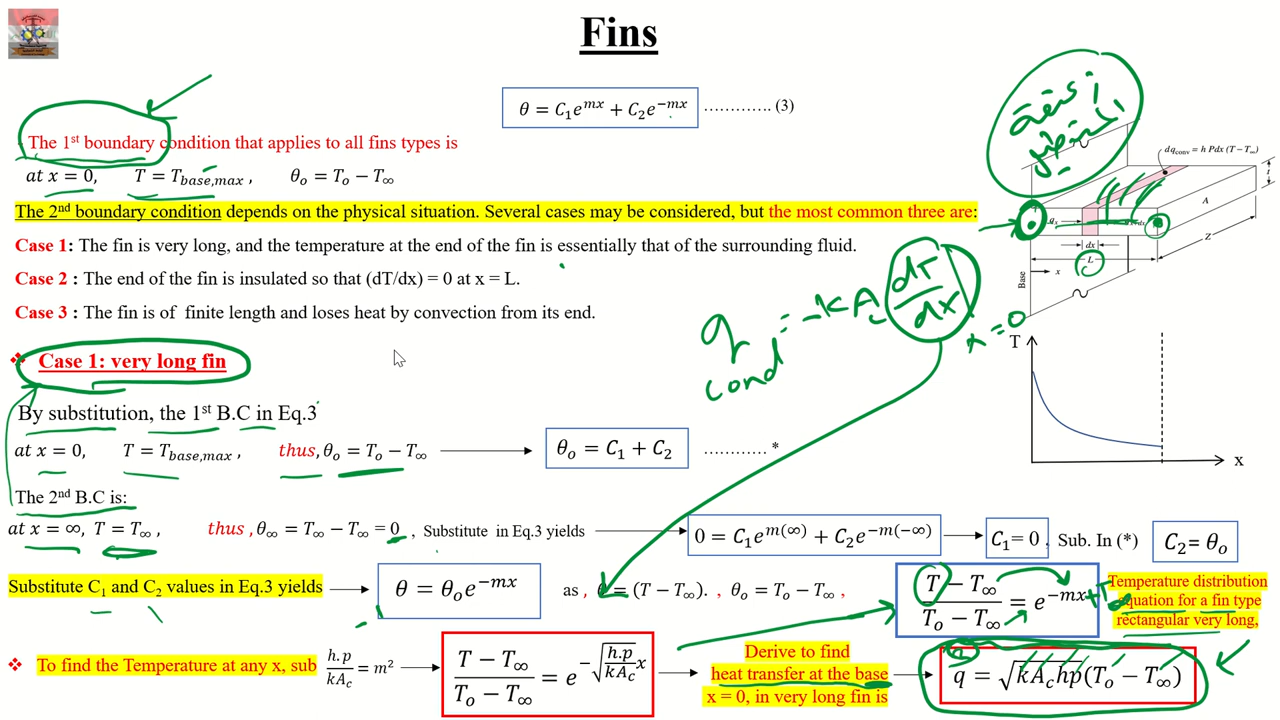 Fins
θ = C₁e^{mx} + C₂e^{−mx} …………. (3)
The 1st boundary condition that applies to all fins types is
at x = 0, T = T_{base,max} , θ_o = T_o − T_∞
The 2nd boundary condition depends on the physical situation. Several cases may be considered, but the most common three are:
Case 1: The fin is very long, and the temperature at the end of the fin is essentially that of the surrounding fluid.
Case 2 : The end of the fin is insulated so that (dT/dx) = 0 at x = L.
Case 3 : The fin is of finite length and loses heat by convection from its end.
dq_{conv} = h Pdx (T − T_∞)
t
A
Z
dx
L
x
Base
q_{cond} = −kA_c dT/dx
x = 0
T
x
❖ Case 1: very long fin
By substitution, the 1st B.C in Eq.3
at x = 0, T = T_{base,max} , thus, θ_o = T_o − T_∞ θ_o = C₁ + C₂ ………… *
The 2nd B.C is:
at x = ∞, T = T_∞ , thus , θ_∞ = T_∞ − T_∞ = 0 , Substitute in Eq.3 yields 0 = C₁e^{m(∞)} + C₂e^{−m(−∞)} C₁= 0 , Sub. In (*) C₂= θ_o
Substitute C₁ and C₂ values in Eq.3 yields θ = θ_o e^{−mx} as , θ = (T − T_∞). , θ_o = T_o − T_∞ , (T − T_∞)/(T_o − T_∞) = e^{−mx} + T_∞
Temperature distribution
equation for a fin type
rectangular very long,
❖ To find the Temperature at any x, sub h.p/kA_c = m² (T − T_∞)/(T_o − T_∞) = e^{−√(h.p/kA_c) x}
Derive to find
heat transfer at the base
x = 0, in very long fin is
q = √(kA_c hp)(T_o − T_∞)